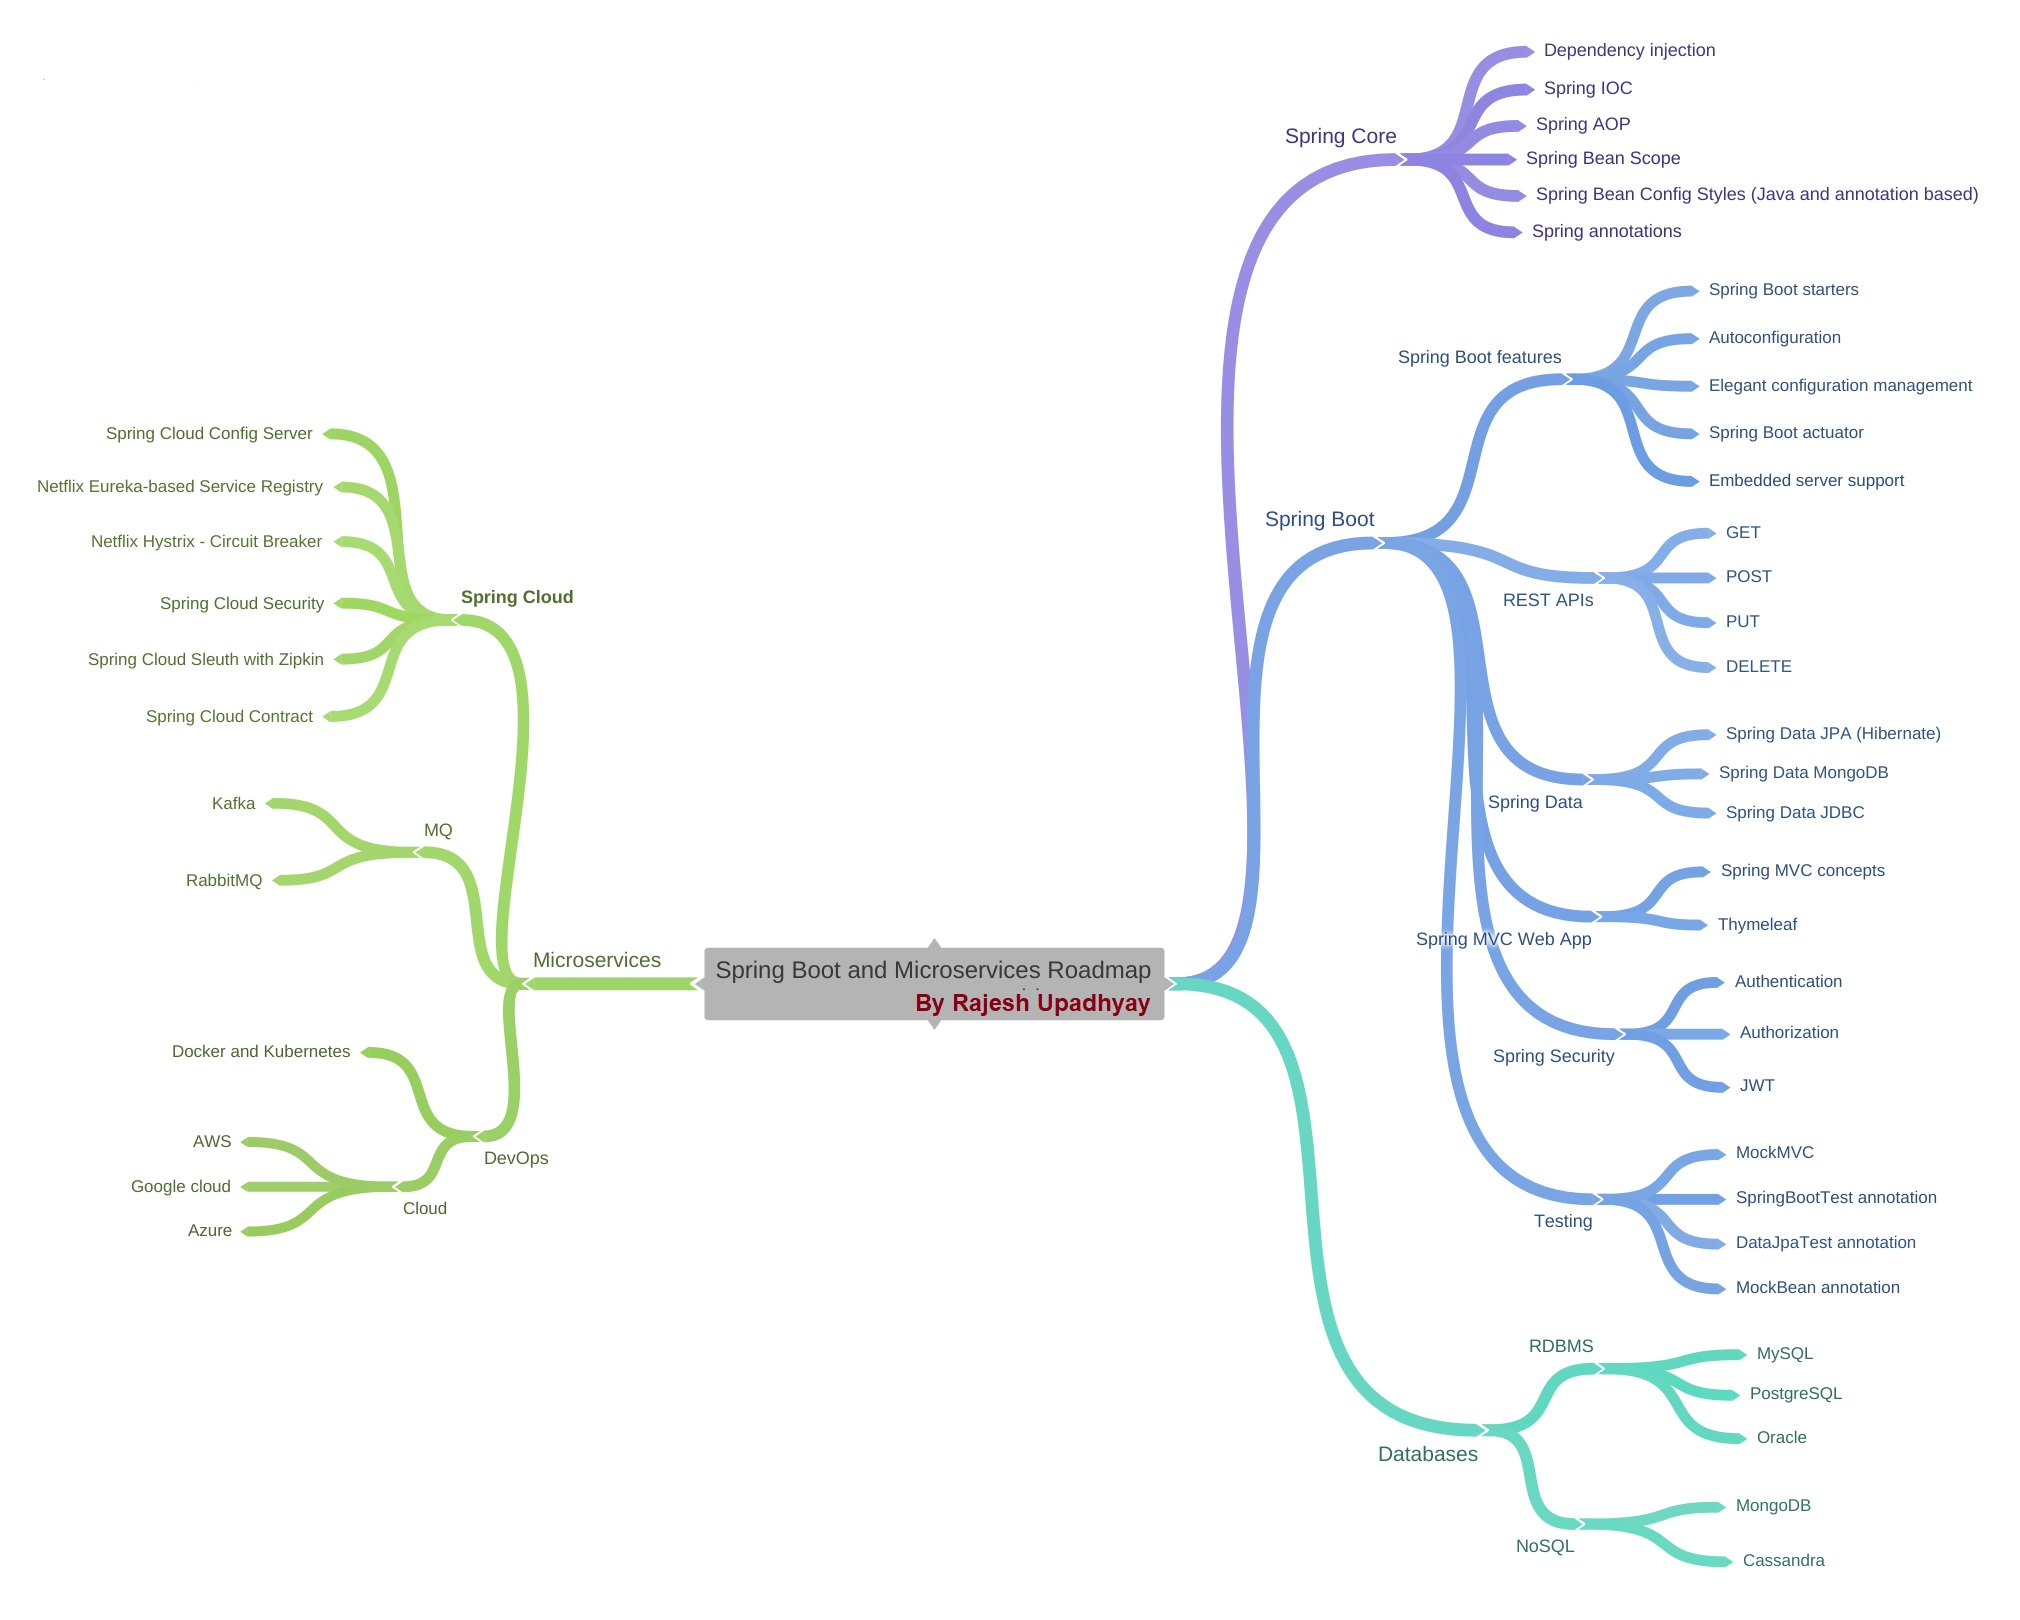 Spring Boot and Microservices Roadmap
By Rajesh Upadhyay
Spring Core
Dependency injection
Spring IOC
Spring AOP
Spring Bean Scope
Spring Bean Config Styles (Java and annotation based)
Spring annotations
Spring Boot
Spring Boot features
Spring Boot starters
Autoconfiguration
Elegant configuration management
Spring Boot actuator
Embedded server support
REST APIs
GET
POST
PUT
DELETE
Spring Data
Spring Data JPA (Hibernate)
Spring Data MongoDB
Spring Data JDBC
Spring MVC Web App
Spring MVC concepts
Thymeleaf
Spring Security
Authentication
Authorization
JWT
Testing
MockMVC
SpringBootTest annotation
DataJpaTest annotation
MockBean annotation
Databases
RDBMS
MySQL
PostgreSQL
Oracle
NoSQL
MongoDB
Cassandra
Microservices
Spring Cloud
Spring Cloud Config Server
Netflix Eureka-based Service Registry
Netflix Hystrix - Circuit Breaker
Spring Cloud Security
Spring Cloud Sleuth with Zipkin
Spring Cloud Contract
MQ
Kafka
RabbitMQ
DevOps
Docker and Kubernetes
Cloud
AWS
Google cloud
Azure